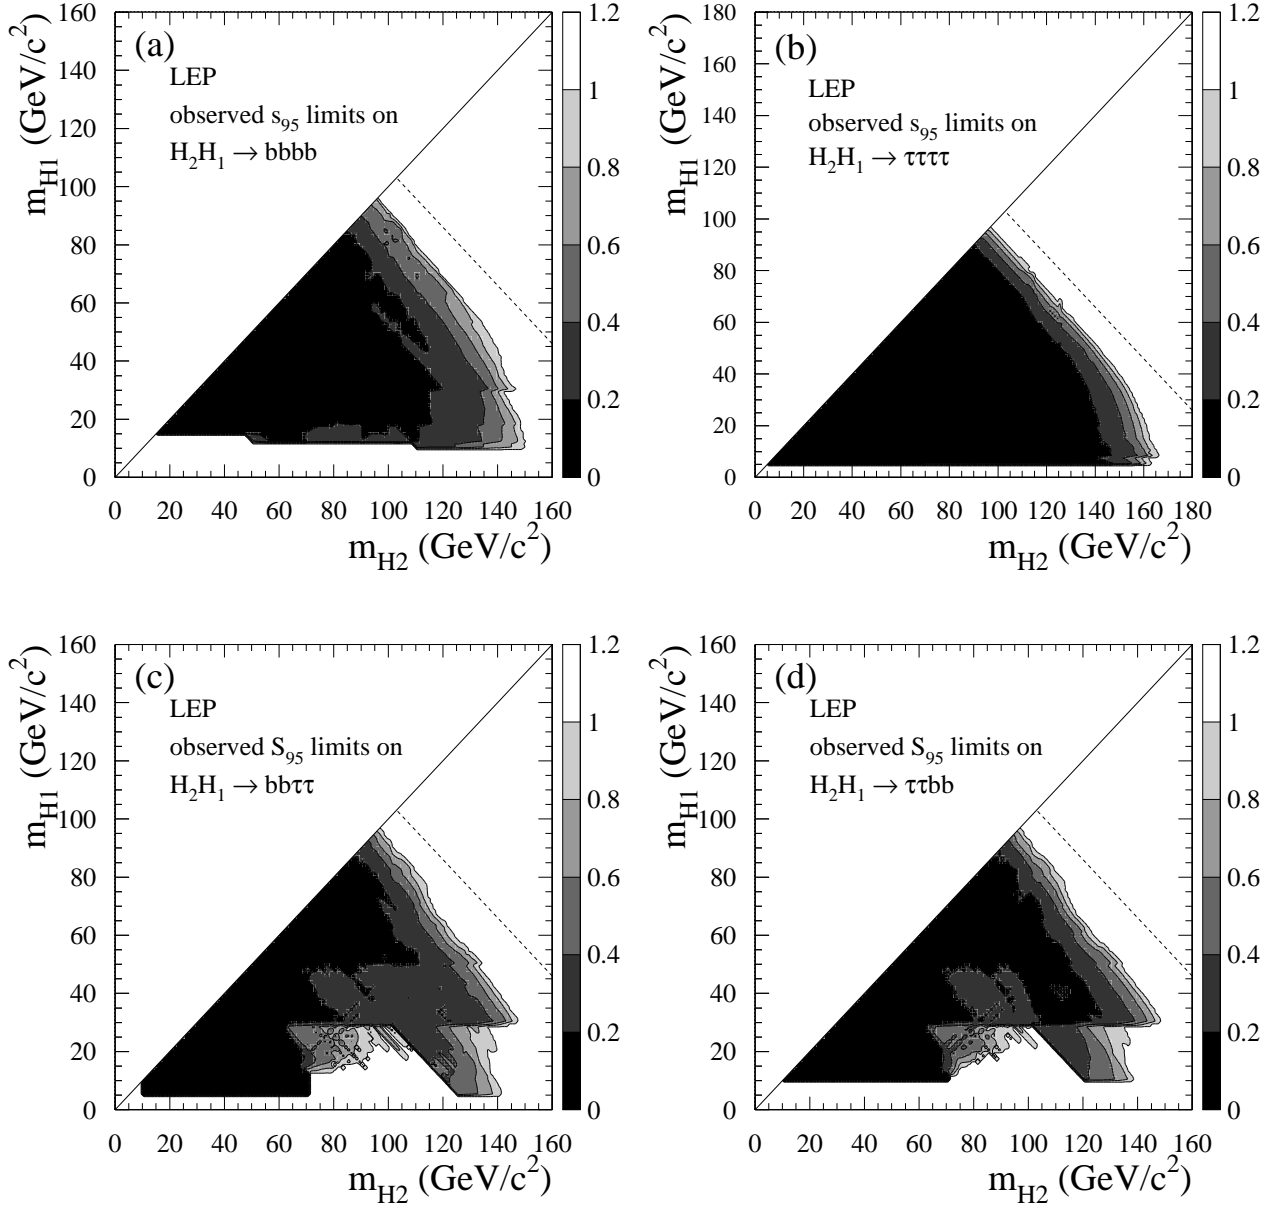 (a)
LEP
observed s95 limits on
H2H1 → bbbb
mH1 (GeV/c²)
160
140
120
100
80
60
40
20
0
0 20 40 60 80 100 120 140 160
mH2 (GeV/c²)
1.2
1
0.8
0.6
0.4
0.2
0
(b)
LEP
observed s95 limits on
H2H1 → ττττ
mH1 (GeV/c²)
180
160
140
120
100
80
60
40
20
0
0 20 40 60 80 100 120 140 160 180
mH2 (GeV/c²)
1.2
1
0.8
0.6
0.4
0.2
0
(c)
LEP
observed S95 limits on
H2H1 → bbττ
mH1 (GeV/c²)
160
140
120
100
80
60
40
20
0
0 20 40 60 80 100 120 140 160
mH2 (GeV/c²)
1.2
1
0.8
0.6
0.4
0.2
0
(d)
LEP
observed S95 limits on
H2H1 → ττbb
mH1 (GeV/c²)
160
140
120
100
80
60
40
20
0
0 20 40 60 80 100 120 140 160
mH2 (GeV/c²)
1.2
1
0.8
0.6
0.4
0.2
0